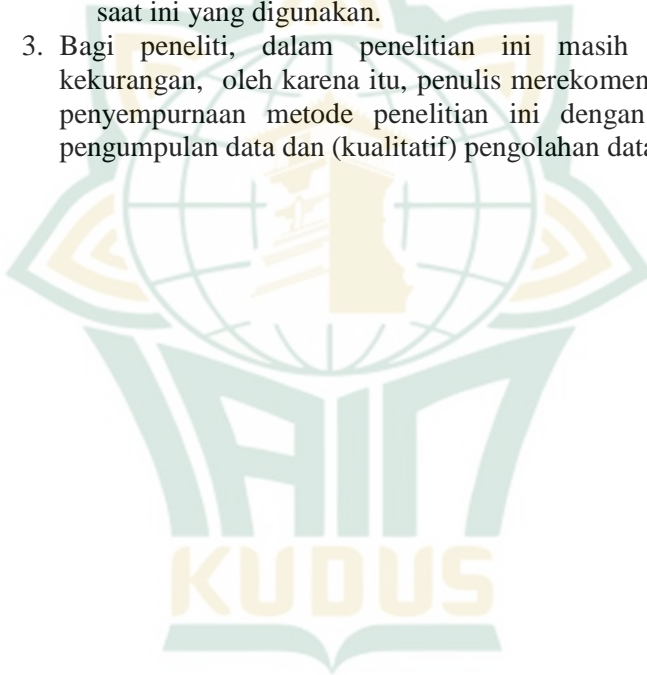 saat ini yang digunakan.
3. Bagi peneliti, dalam penelitian ini masih
kekurangan, oleh karena itu, penulis merekomen
penyempurnaan metode penelitian ini dengan
pengumpulan data dan (kualitatif) pengolahan data
IAIN
KUDUS